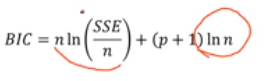 BIC = n ln(SSE/n) + (p + 1) ln n